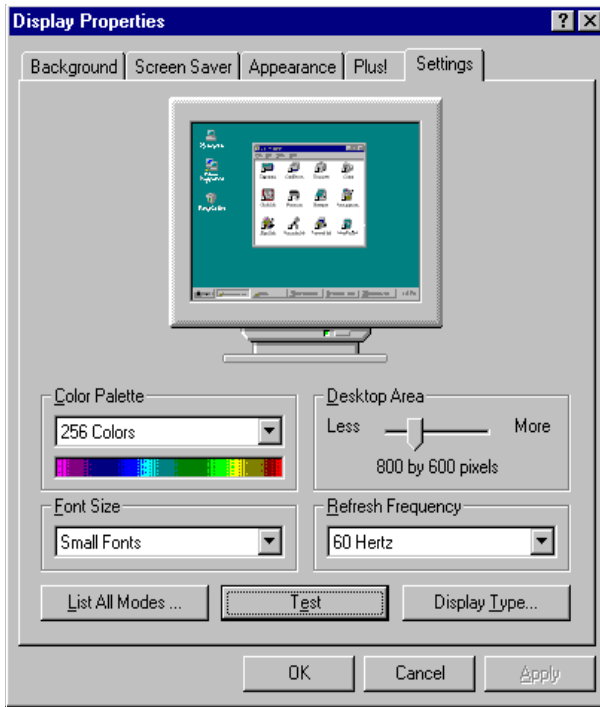 Display Properties
Background Screen Saver Appearance Plus! Settings
Color Palette
256 Colors
Desktop Area
Less More
800 by 600 pixels
Font Size
Small Fonts
Refresh Frequency
60 Hertz
List All Modes ... Test Display Type...
OK Cancel Apply